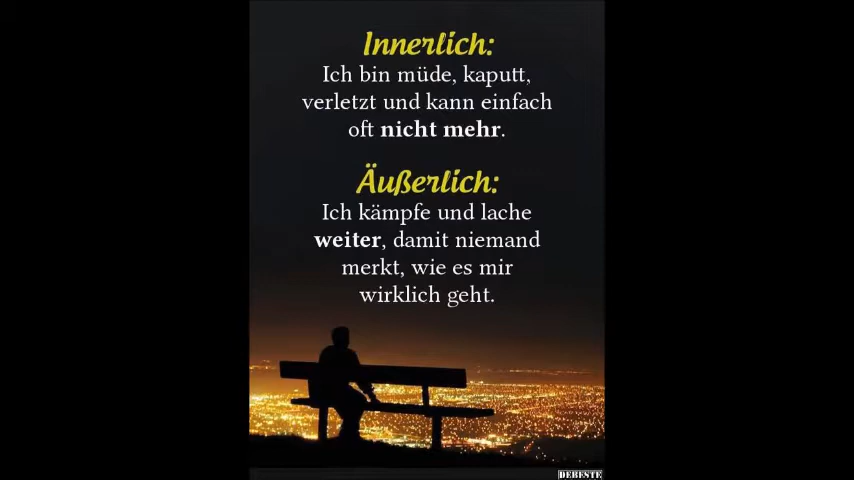 Innerlich:
Ich bin müde, kaputt,
verletzt und kann einfach
oft nicht mehr.
Äußerlich:
Ich kämpfe und lache
weiter, damit niemand
merkt, wie es mir
wirklich geht.
DEBESTE